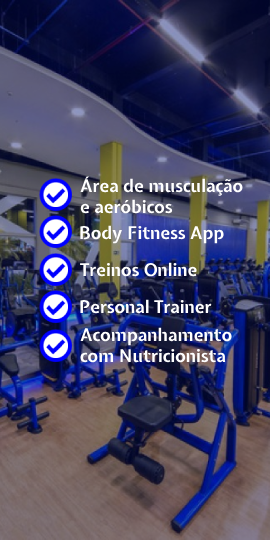 Área de musculação
e aeróbicos
Body Fitness App
Treinos Online
Personal Trainer
Acompanhamento
com Nutricionista